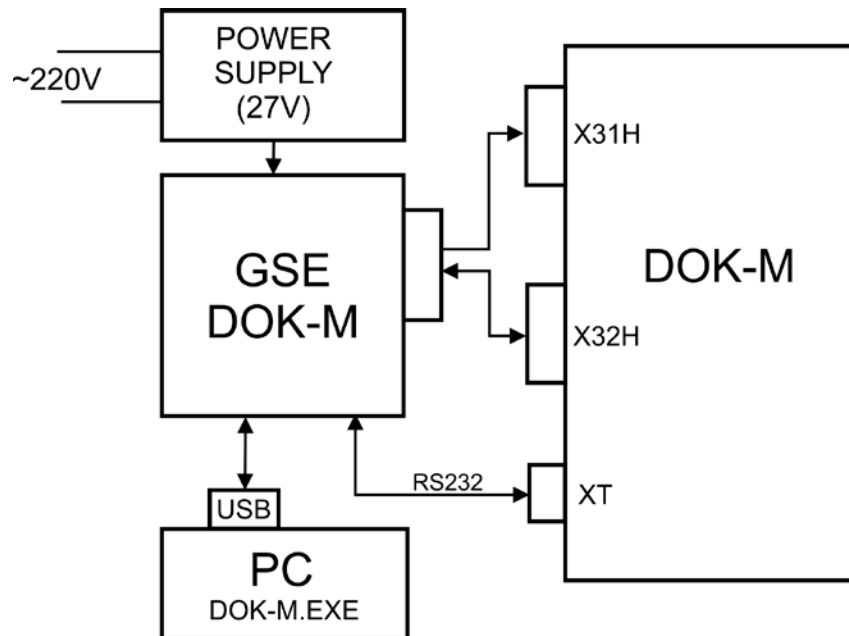 POWER
SUPPLY
(27V)
~220V
X31H
GSE
DOK-M
DOK-M
X32H
RS232
XT
USB
PC
DOK-M.EXE